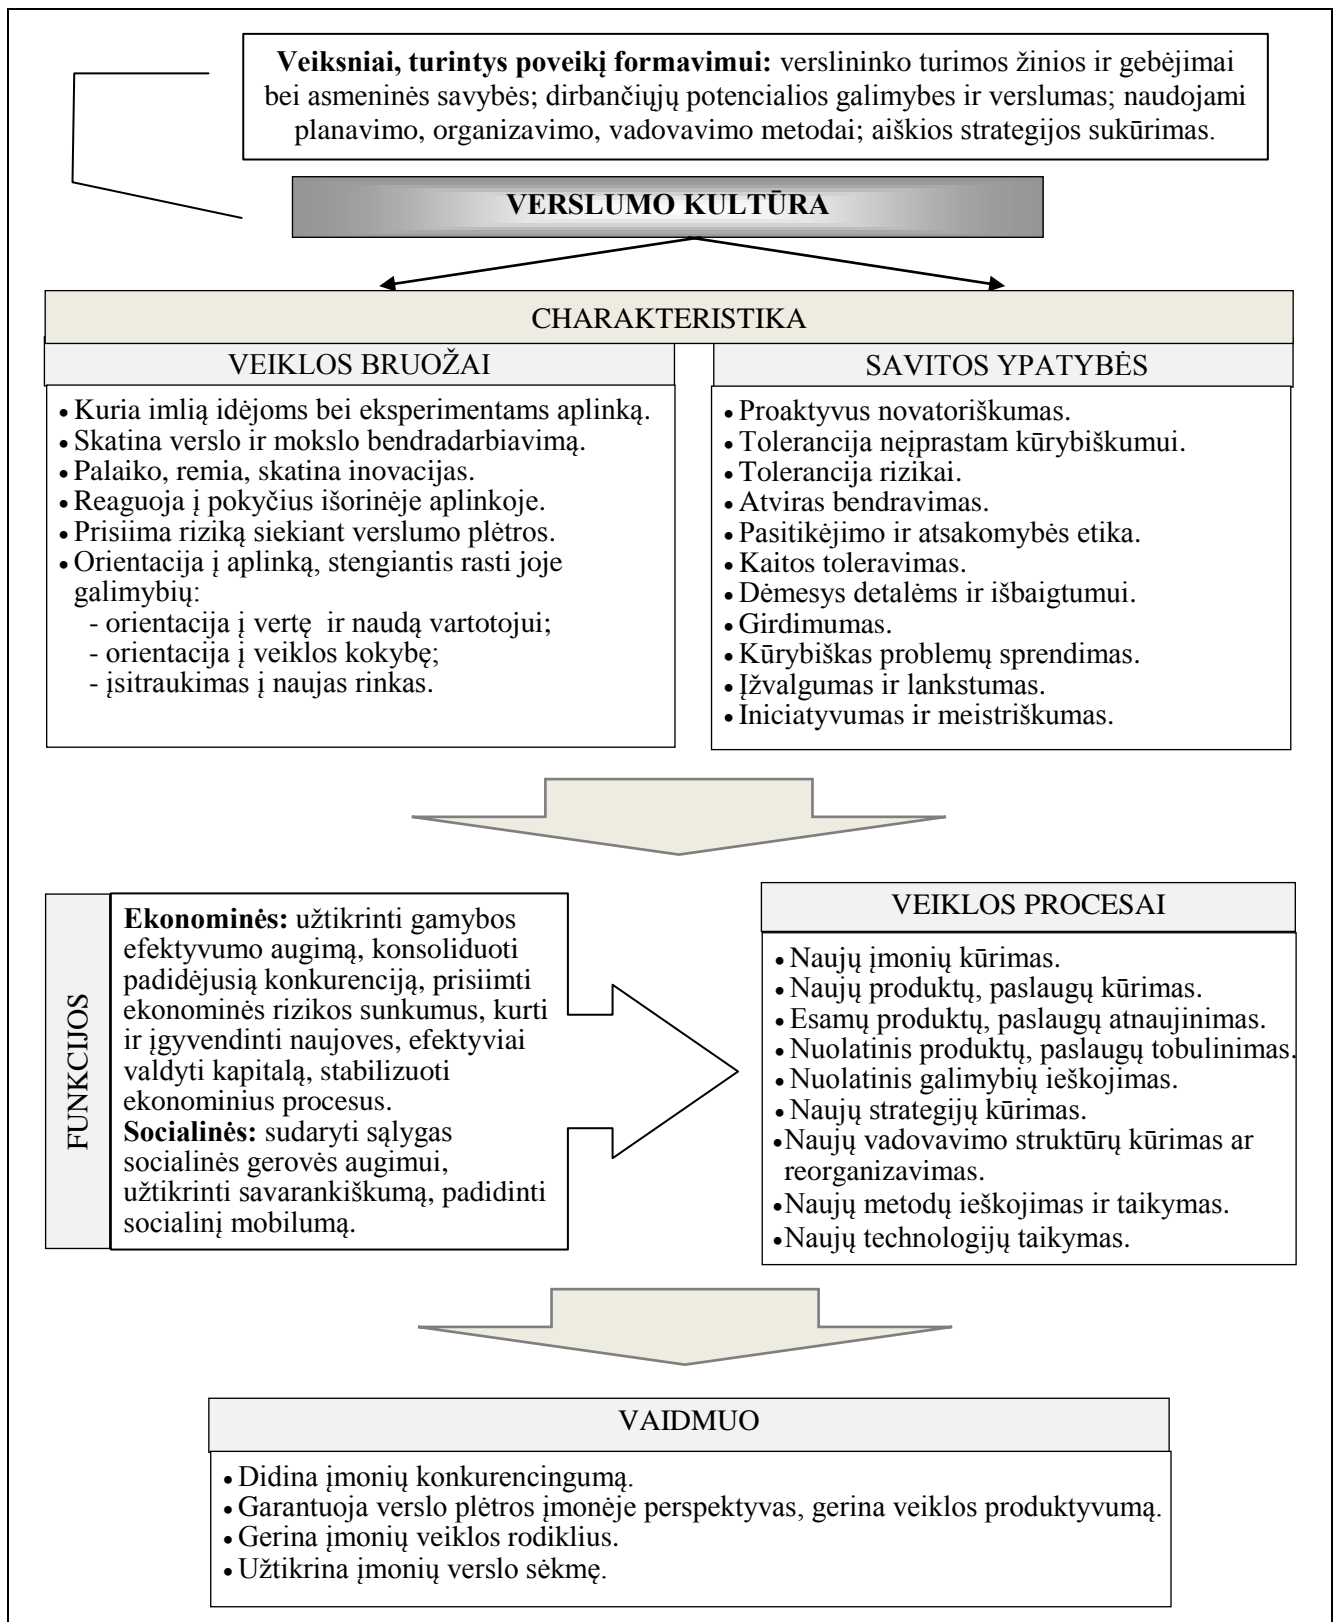 Veiksniai, turintys poveikį formavimui: verslininko turimos žinios ir gebėjimai
bei asmeninės savybės; dirbančiųjų potencialios galimybes ir verslumas; naudojami
planavimo, organizavimo, vadovavimo metodai; aiškios strategijos sukūrimas.
VERSLUMO KULTŪRA
CHARAKTERISTIKA
VEIKLOS BRUOŽAI
• Kuria imlią idėjoms bei eksperimentams aplinką.
• Skatina verslo ir mokslo bendradarbiavimą.
• Palaiko, remia, skatina inovacijas.
• Reaguoja į pokyčius išorinėje aplinkoje.
• Prisiima riziką siekiant verslumo plėtros.
• Orientacija į aplinką, stengiantis rasti joje
galimybių:
- orientacija į vertę ir naudą vartotojui;
- orientacija į veiklos kokybę;
- įsitraukimas į naujas rinkas.
SAVITOS YPATYBĖS
• Proaktyvus novatoriškumas.
• Tolerancija neįprastam kūrybiškumui.
• Tolerancija rizikai.
• Atviras bendravimas.
• Pasitikėjimo ir atsakomybės etika.
• Kaitos toleravimas.
• Dėmesys detalėms ir išbaigtumui.
• Girdimumas.
• Kūrybiškas problemų sprendimas.
• Įžvalgumas ir lankstumas.
• Iniciatyvumas ir meistriškumas.
FUNKCIJOS
Ekonominės: užtikrinti gamybos
efektyvumo augimą, konsoliduoti
padidėjusią konkurenciją, prisiimti
ekonominės rizikos sunkumus, kurti
ir įgyvendinti naujoves, efektyviai
valdyti kapitalą, stabilizuoti
ekonominius procesus.
Socialinės: sudaryti sąlygas
socialinės gerovės augimui,
užtikrinti savarankiškumą, padidinti
socialinį mobilumą.
VEIKLOS PROCESAI
• Naujų įmonių kūrimas.
• Naujų produktų, paslaugų kūrimas.
• Esamų produktų, paslaugų atnaujinimas.
• Nuolatinis produktų, paslaugų tobulinimas.
• Nuolatinis galimybių ieškojimas.
• Naujų strategijų kūrimas.
• Naujų vadovavimo struktūrų kūrimas ar
reorganizavimas.
• Naujų metodų ieškojimas ir taikymas.
• Naujų technologijų taikymas.
VAIDMUO
• Didina įmonių konkurencingumą.
• Garantuoja verslo plėtros įmonėje perspektyvas, gerina veiklos produktyvumą.
• Gerina įmonių veiklos rodiklius.
• Užtikrina įmonių verslo sėkmę.